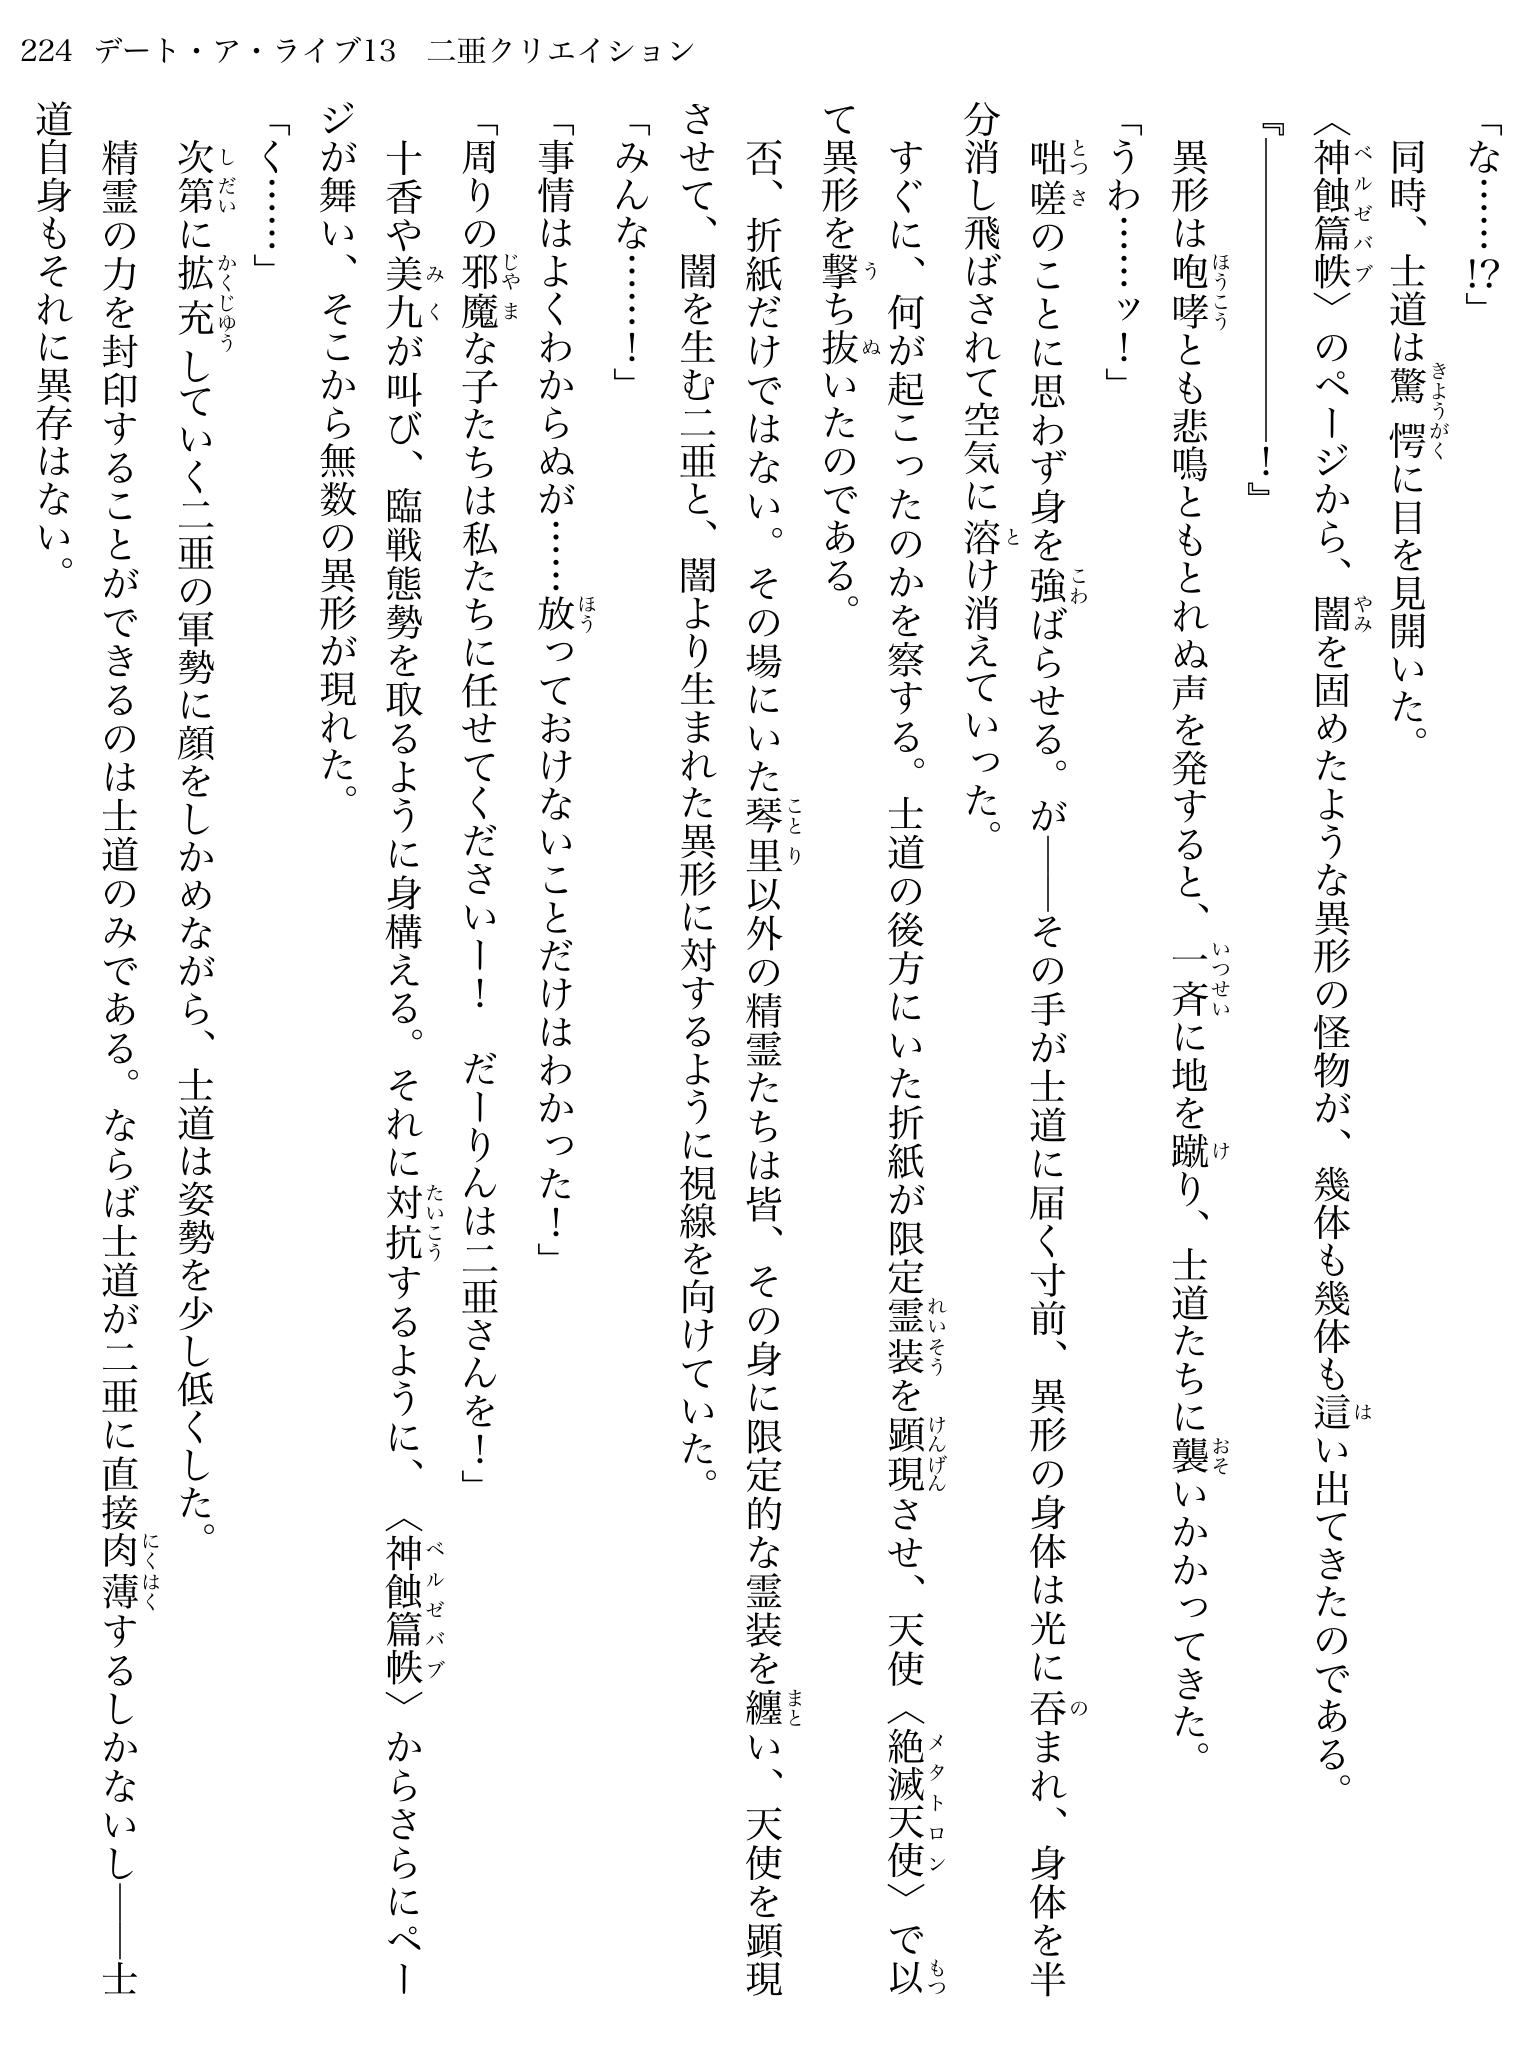 224 デート・ア・ライブ13　二亜クリエイション
「な……!?」
　同時、士道は驚愕に目を見開いた。
〈神蝕篇帙〉のページから、闇を固めたような異形の怪物が、幾体も幾体も這い出てきたのである。
『――――――――！』
　異形は咆哮とも悲鳴ともとれぬ声を発すると、一斉に地を蹴り、士道たちに襲いかかってきた。
「うわ……ッ！」
　咄嗟のことに思わず身を強ばらせる。が――その手が士道に届く寸前、異形の身体は光に呑まれ、身体を半
分消し飛ばされて空気に溶け消えていった。
　すぐに、何が起こったのかを察する。士道の後方にいた折紙が限定霊装を顕現させ、天使〈絶滅天使〉で以
て異形を撃ち抜いたのである。
　否、折紙だけではない。その場にいた琴里以外の精霊たちは皆、その身に限定的な霊装を纏い、天使を顕現
させて、闇を生む二亜と、闇より生まれた異形に対するように視線を向けていた。
「みんな……！」
「事情はよくわからぬが……放っておけないことだけはわかった！」
「周りの邪魔な子たちは私たちに任せてくださいー！　だーりんは二亜さんを！」
　十香や美九が叫び、臨戦態勢を取るように身構える。それに対抗するように、〈神蝕篇帙〉からさらにペー
ジが舞い、そこから無数の異形が現れた。
「く……」
　次第に拡充していく二亜の軍勢に顔をしかめながら、士道は姿勢を少し低くした。
　精霊の力を封印することができるのは士道のみである。ならば士道が二亜に直接肉薄するしかないし――士
道自身もそれに異存はない。